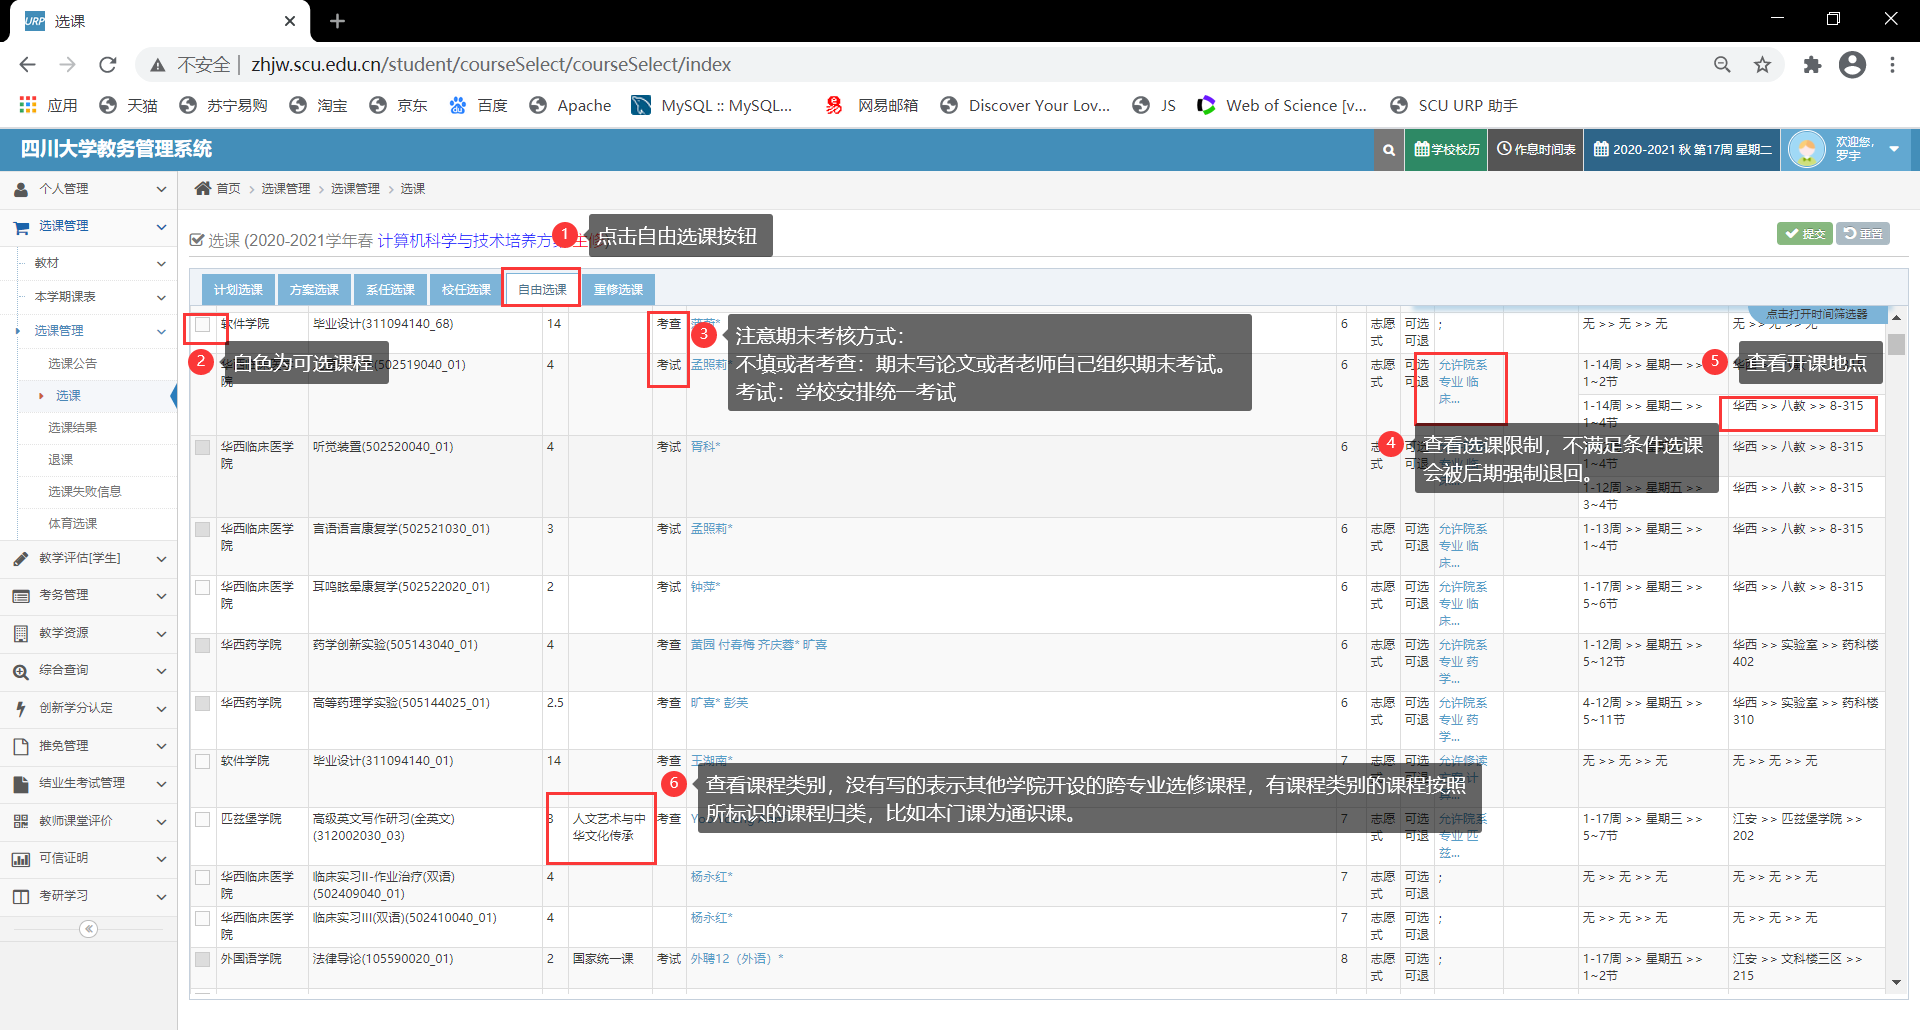 URP 选课
不安全 | zhjw.scu.edu.cn/student/courseSelect/courseSelect/index
应用 天猫 苏宁易购 淘宝 京东 百度 Apache MySQL :: MySQL... 网易邮箱 Discover Your Lov... JS Web of Science [v... SCU URP 助手
四川大学教务管理系统
学校校历 作息时间表 2020-2021 秋 第17周 星期二 欢迎您,
罗宇
个人管理
选课管理
教材
本学期课表
选课管理
选课公告
选课
选课结果
退课
选课失败信息
体育选课
教学评估[学生]
考务管理
教学资源
综合查询
创新学分认定
推免管理
结业生考试管理
教师课堂评价
可信证明
考研学习
首页 > 选课管理 > 选课管理 > 选课
选课 (2020-2021学年春 计算机科学与技术培养方
1 点击自由选课按钮
提交 重置
计划选课 方案选课 系任选课 校任选课 自由选课 重修选课
点击打开时间筛选器
软件学院 毕业设计(311094140_68) 14 考查 6 志愿式 可选可退 ; 无 >> 无 >> 无
2 白色为可选课程
3 注意期末考核方式：
不填或者考查：期末写论文或者老师自己组织期末考试。
考试：学校安排统一考试
(502519040_01) 4 考试 孟照莉* 6 志愿式 可选可退 允许院系专业 临床... 1-14周 >> 星期一 >> 1~2节
5 查看开课地点
1-14周 >> 星期二 >> 1~4节 华西 >> 八教 >> 8-315
4 查看选课限制，不满足条件选课
会被后期强制退回。
华西临床医学院 听觉装置(502520040_01) 4 考试 胥科* 6 华西 >> 八教 >> 8-315
1-12周 >> 星期五 >> 3~4节 华西 >> 八教 >> 8-315
华西临床医学院 言语语言康复学(502521030_01) 3 考试 孟照莉* 6 志愿式 可选可退 允许院系专业 临床... 1-13周 >> 星期三 >> 1~4节 华西 >> 八教 >> 8-315
华西临床医学院 耳鸣眩晕康复学(502522020_01) 2 考试 钟萍* 6 志愿式 可选可退 允许院系专业 临床... 1-17周 >> 星期三 >> 5~6节 华西 >> 八教 >> 8-315
华西药学院 药学创新实验(505143040_01) 4 考查 董园 付春梅 齐庆蓉* 旷喜 6 志愿式 可选可退 允许院系专业 药学... 1-12周 >> 星期五 >> 5~12节 华西 >> 实验室 >> 药科楼402
华西药学院 高等药理学实验(505144025_01) 2.5 考查 旷喜* 彭芙 6 志愿式 可选可退 允许院系专业 药学... 4-12周 >> 星期五 >> 5~11节 华西 >> 实验室 >> 药科楼310
软件学院 毕业设计(311094140_01) 14 考查 王湖南* 7 志愿 可选 允许修读 无 >> 无 >> 无 无 >> 无 >> 无
6 查看课程类别，没有写的表示其他学院开设的跨专业选修课程，有课程类别的课程按照
所标识的课程归类，比如本门课为通识课。
匹兹堡学院 高级英文写作研习(全英文)(312002030_03) 3 人文艺术与中华文化传承 考查 7 志愿式 可选可退 允许院系专业 匹兹... 1-17周 >> 星期三 >> 5~7节 江安 >> 匹兹堡学院 >> 202
华西临床医学院 临床实习II-作业治疗(双语)(502409040_01) 4 杨永红* 7 志愿式 可选可退 ; 无 >> 无 >> 无 无 >> 无 >> 无
华西临床医学院 临床实习III(双语)(502410040_01) 4 杨永红* 7 志愿式 可选可退 ; 无 >> 无 >> 无 无 >> 无 >> 无
外国语学院 法律导论(105590020_01) 2 国家统一课 考试 外聘12（外语）* 8 志愿式 可选可退 ; 1-17周 >> 星期五 >> 1~2节 江安 >> 文科楼三区 >> 215